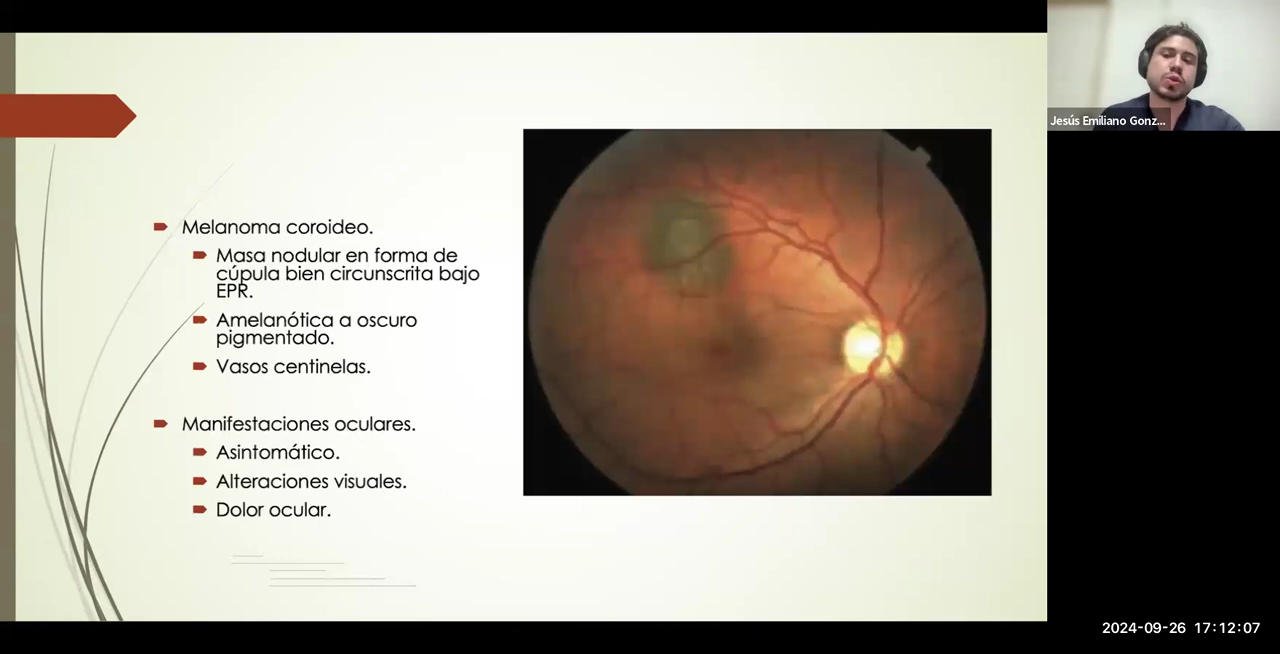 Melanoma coroideo.
Masa nodular en forma de
cúpula bien circunscrita bajo
EPR.
Amelanótica a oscuro
pigmentado.
Vasos centinelas.
Manifestaciones oculares.
Asintomático.
Alteraciones visuales.
Dolor ocular.
Jesús Emiliano Gonz...
2024-09-26 17:12:07